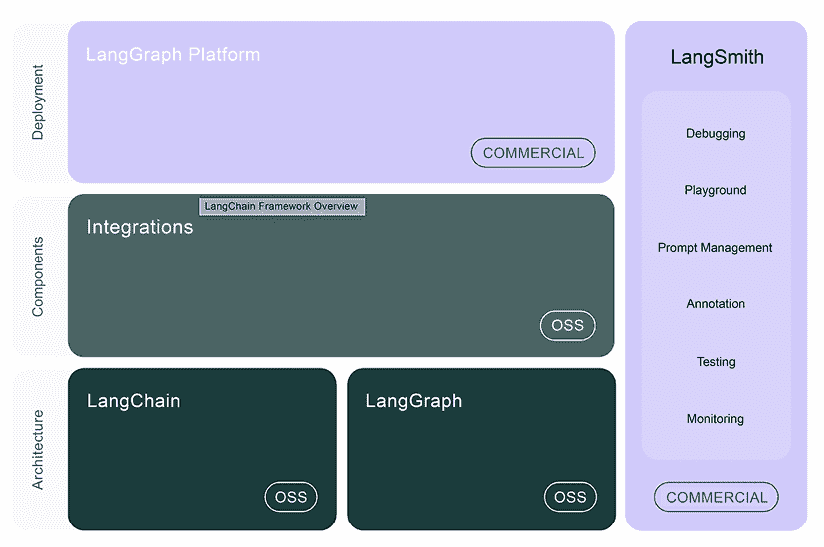 Deployment
LangGraph Platform
COMMERCIAL
Components
LangChain Framework Overview
Integrations
OSS
Architecture
LangChain
OSS
LangGraph
OSS
LangSmith
Debugging
Playground
Prompt Management
Annotation
Testing
Monitoring
COMMERCIAL